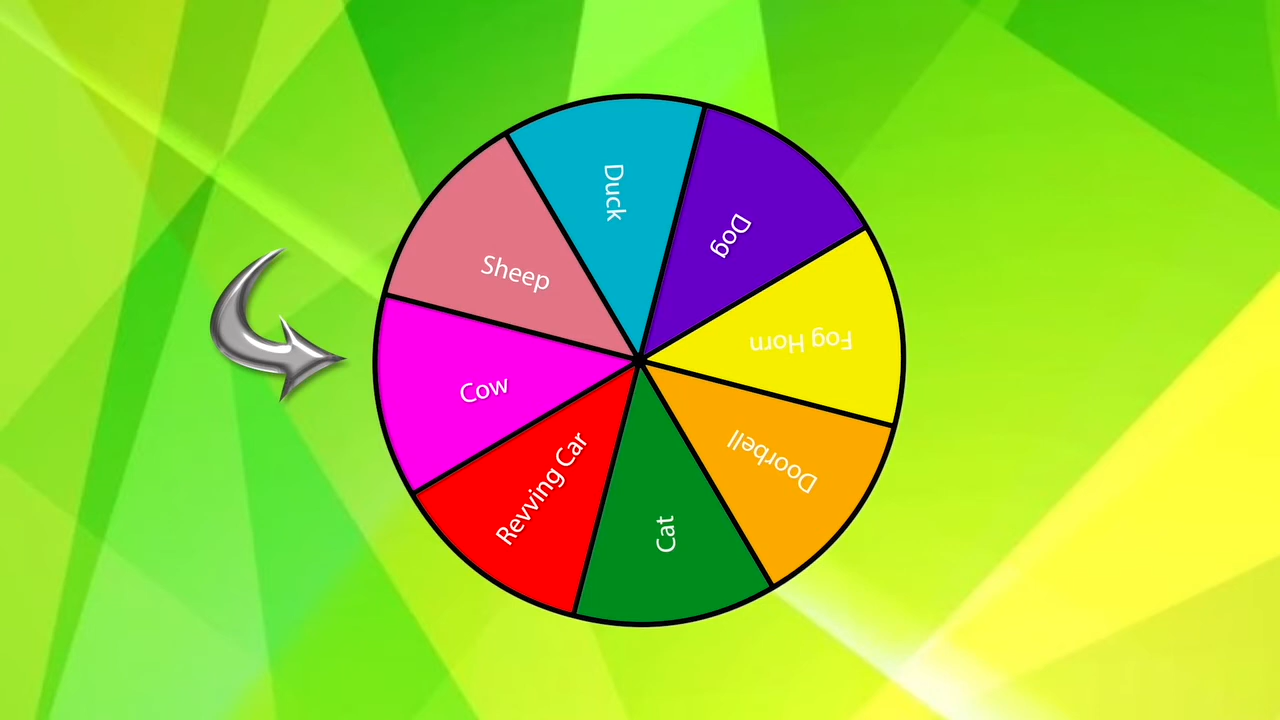 Duck
Dog
Sheep
Fog Horn
Cow
Doorbell
Revving Car
Cat